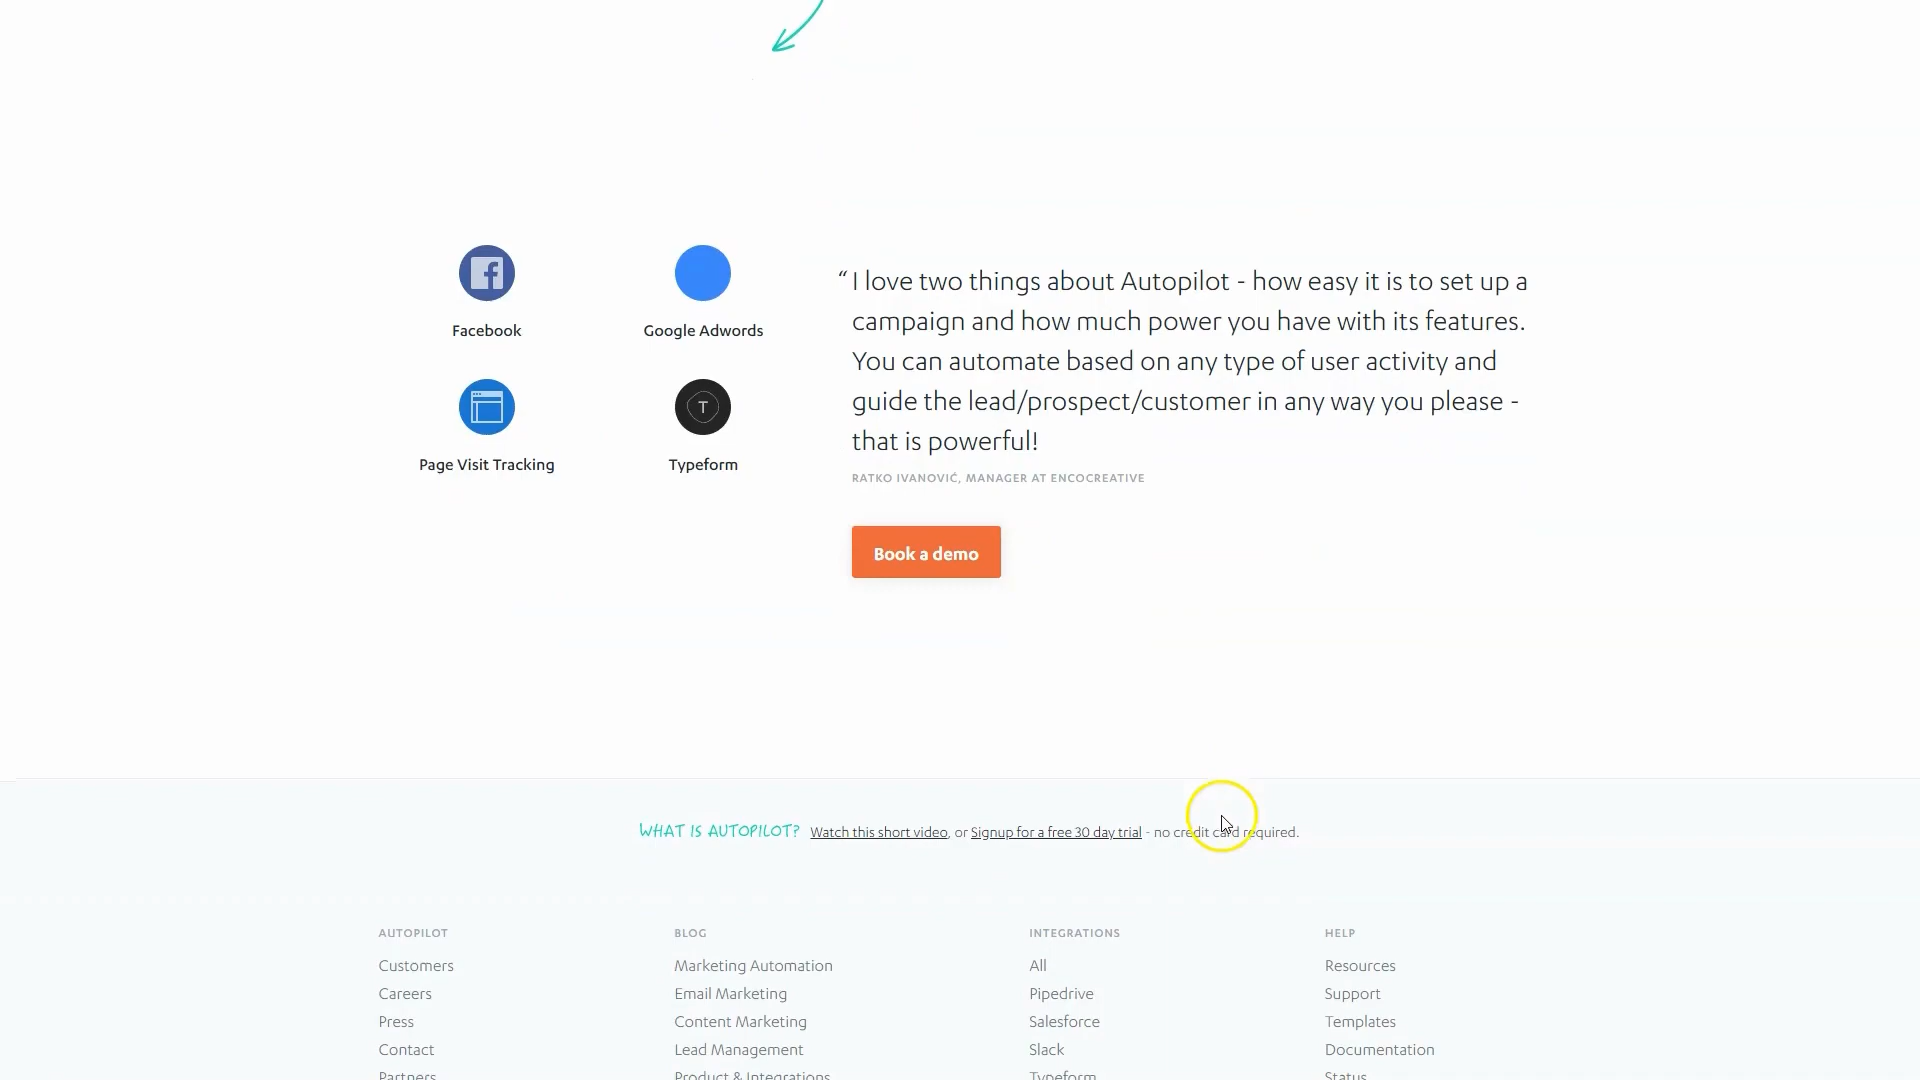 Facebook
Google Adwords
Page Visit Tracking
T
Typeform
“ I love two things about Autopilot - how easy it is to set up a
campaign and how much power you have with its features.
You can automate based on any type of user activity and
guide the lead/prospect/customer in any way you please -
that is powerful!
RATKO IVANOVIĆ, MANAGER AT ENCOCREATIVE
Book a demo
WHAT IS AUTOPILOT? Watch this short video, or Signup for a free 30 day trial - no credit card required.
AUTOPILOT
Customers
Careers
Press
Contact
Partners
BLOG
Marketing Automation
Email Marketing
Content Marketing
Lead Management
Product & Integrations
INTEGRATIONS
All
Pipedrive
Salesforce
Slack
Typeform
HELP
Resources
Support
Templates
Documentation
Status